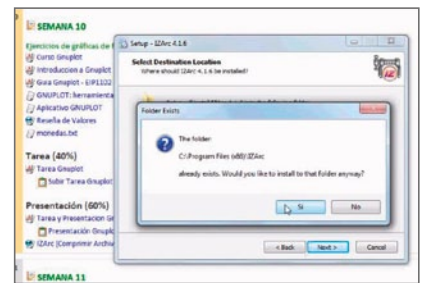 SEMANA 10
Ejercicios de gráficas de f
Curso Gnuplot
Introduccion a Gnuplot
Guia Gnuplot - EIP1132
GNUPLOT: herramienta
Aplicativo GNUPLOT
Reseña de Valores
monedas.txt
Tarea (40%)
Tarea Gnuplot
Subir Tarea Gnuplot
Presentación (60%)
Tarea y Presentacion Gn
Presentación Gnuplo
IZArc (Comprimir Archiv
SEMANA 11
Setup - IZArc 4.1.6
Select Destination Location
Where should IZArc 4.1.6 be installed?
Folder Exists
The folder:
C:\Program Files (x86)\IZArc
already exists. Would you like to install to that folder anyway?
Sí
No
< Back
Next >
Cancel